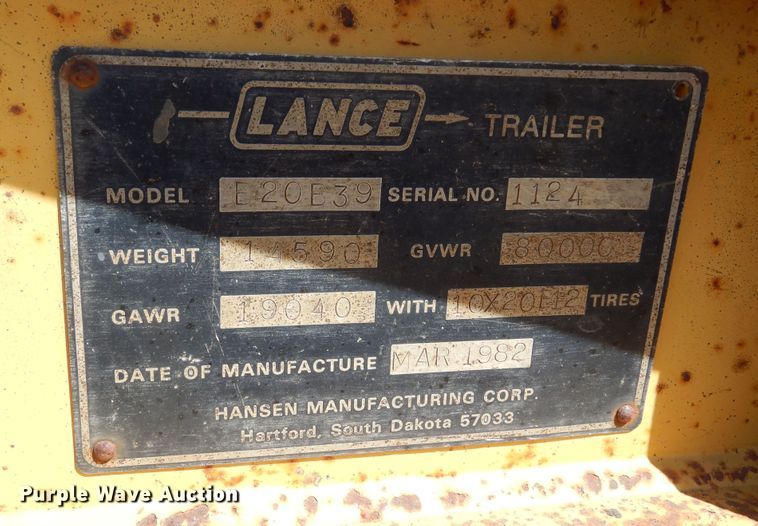 LANCE TRAILER
MODEL E20E39 SERIAL NO. 1124
WEIGHT 14590 GVWR 80000
GAWR 19040 WITH 10X20E12 TIRES
DATE OF MANUFACTURE MAR 1982
HANSEN MANUFACTURING CORP.
Hartford, South Dakota 57033
Purple Wave Auction